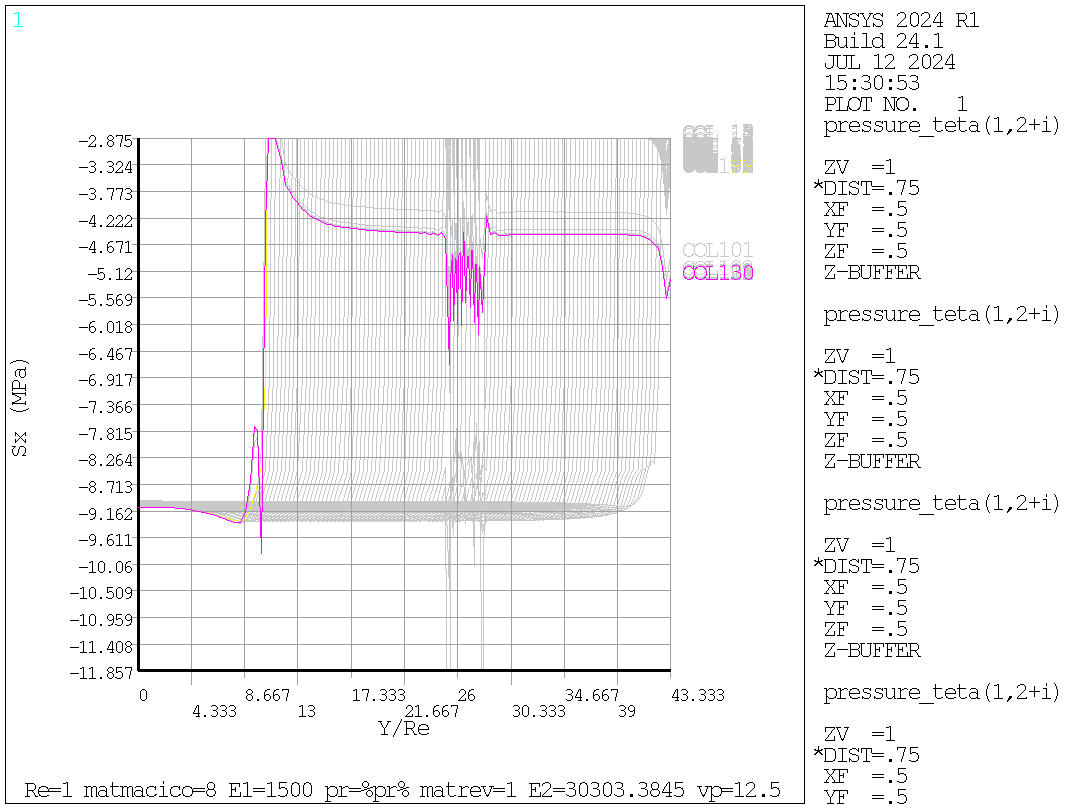 1
ANSYS 2024 R1
Build 24.1
JUL 12 2024
15:30:53
PLOT NO. 1
pressure_teta(1,2+i)
ZV =1
*DIST=.75
XF =.5
YF =.5
ZF =.5
Z-BUFFER
pressure_teta(1,2+i)
ZV =1
*DIST=.75
XF =.5
YF =.5
ZF =.5
Z-BUFFER
pressure_teta(1,2+i)
ZV =1
*DIST=.75
XF =.5
YF =.5
ZF =.5
Z-BUFFER
pressure_teta(1,2+i)
ZV =1
*DIST=.75
XF =.5
YF =.5
-2.875
-3.324
-3.773
-4.222
-4.671
-5.12
-5.569
-6.018
-6.467
-6.917
-7.366
-7.815
-8.264
-8.713
-9.162
-9.611
-10.06
-10.509
-10.959
-11.408
-11.857
Sx (MPa)
COL101
COL130
0 8.667 17.333 26 34.667 43.333
4.333 13 21.667 30.333 39
Y/Re
Re=1 matmacico=8 E1=1500 pr=%pr% matrev=1 E2=30303.3845 vp=12.5